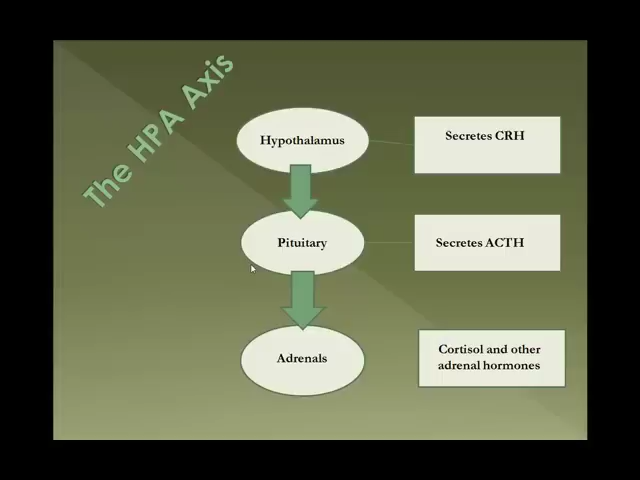 The HPA Axis
Hypothalamus
Secretes CRH
Pituitary
Secretes ACTH
Adrenals
Cortisol and other
adrenal hormones